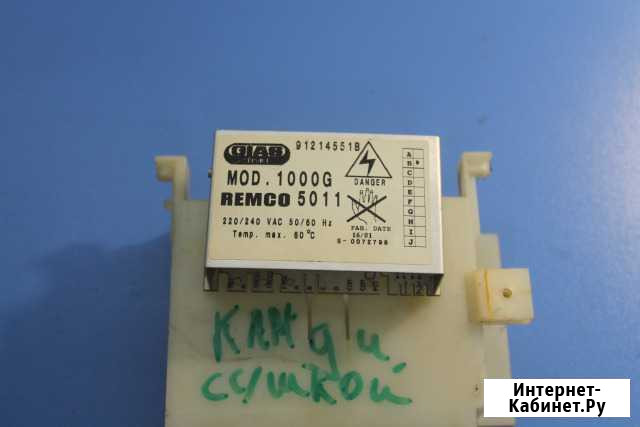 GIAS
91214551B
MOD. 1000G
REMCO 5011
220/240 VAC 50/60 Hz
Temp. max. 60°C
DANGER
FAB. DATE
16/01
S-0072798
A
B
C
D
E
F
G
H
I
J
КАНди
сушкой
Интернет-
Кабинет.Ру